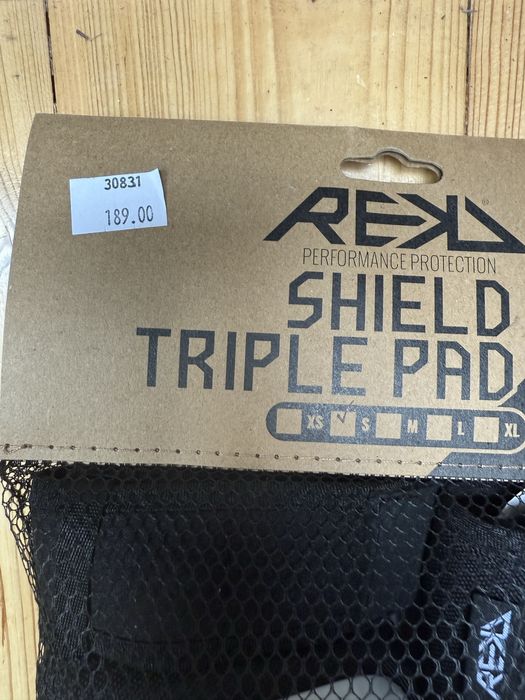 30831
189.00
REKD®
PERFORMANCE PROTECTION
SHIELD
TRIPLE PAD
XS S M L XL
REKD